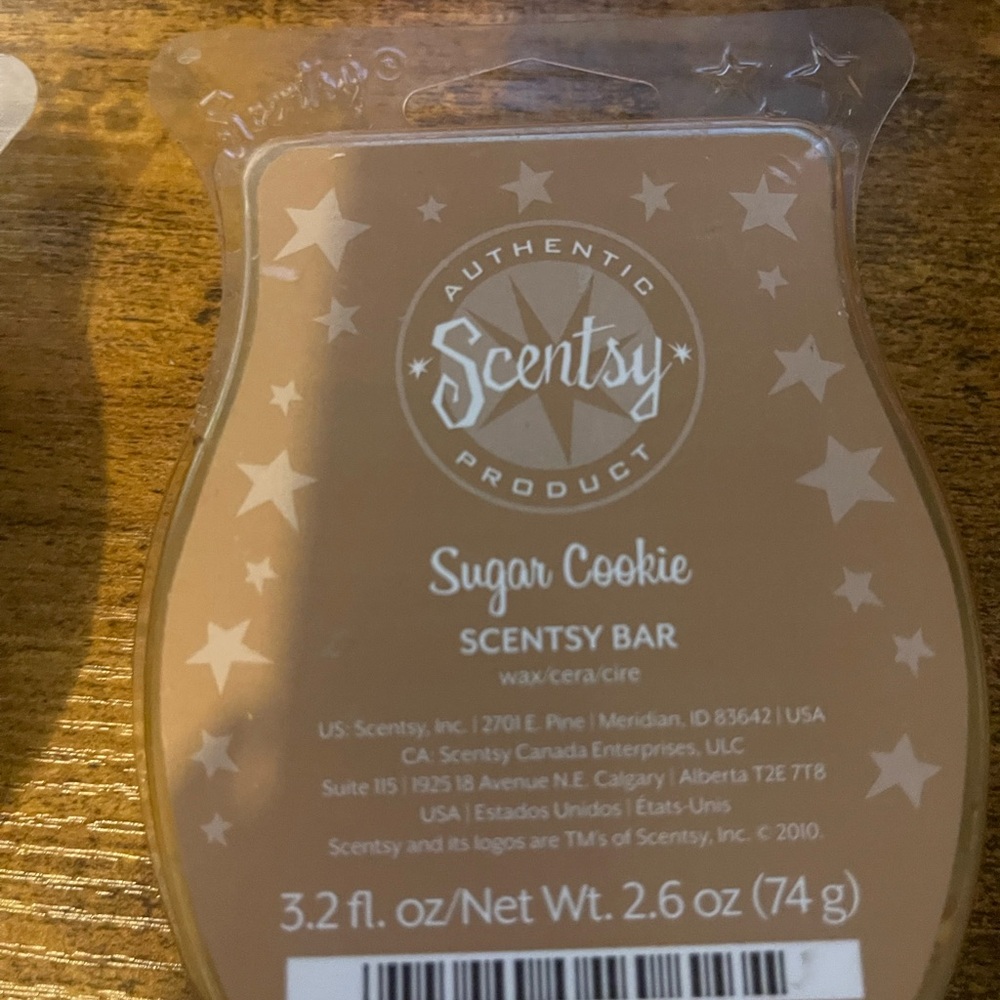 Scentsy®
AUTHENTIC
Scentsy
PRODUCT
Sugar Cookie
SCENTSY BAR
wax/cera/cire
US: Scentsy, Inc. | 2701 E. Pine | Meridian, ID 83642 | USA
CA: Scentsy Canada Enterprises, ULC
Suite 115 | 1925 18 Avenue N.E. Calgary | Alberta T2E 7T8
USA | Estados Unidos | États-Unis
Scentsy and its logos are TM's of Scentsy, Inc. © 2010.
3.2 fl. oz/Net Wt. 2.6 oz (74 g)